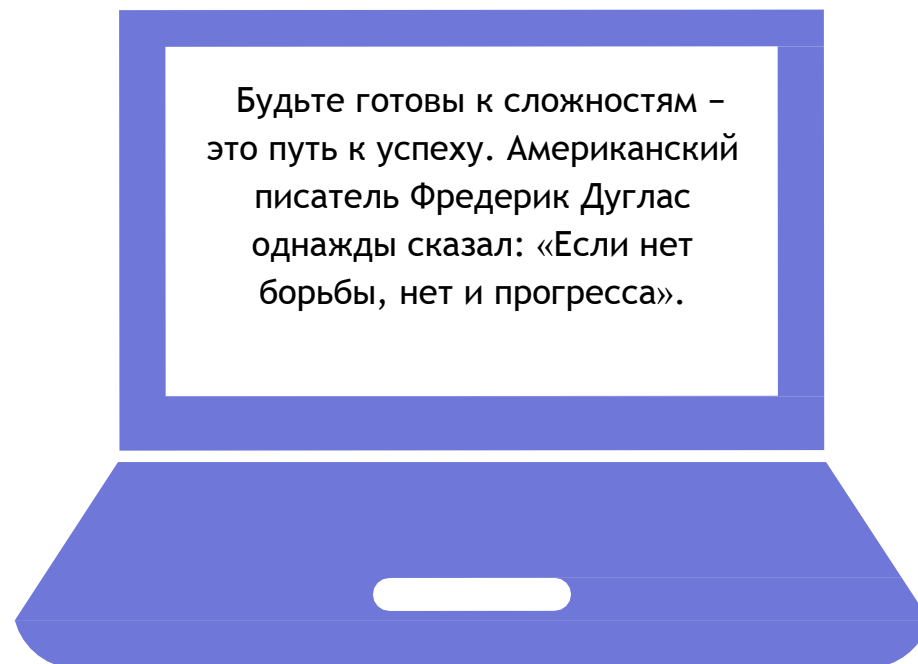 Будьте готовы к сложностям –
это путь к успеху. Американский
писатель Фредерик Дуглас
однажды сказал: «Если нет
борьбы, нет и прогресса».